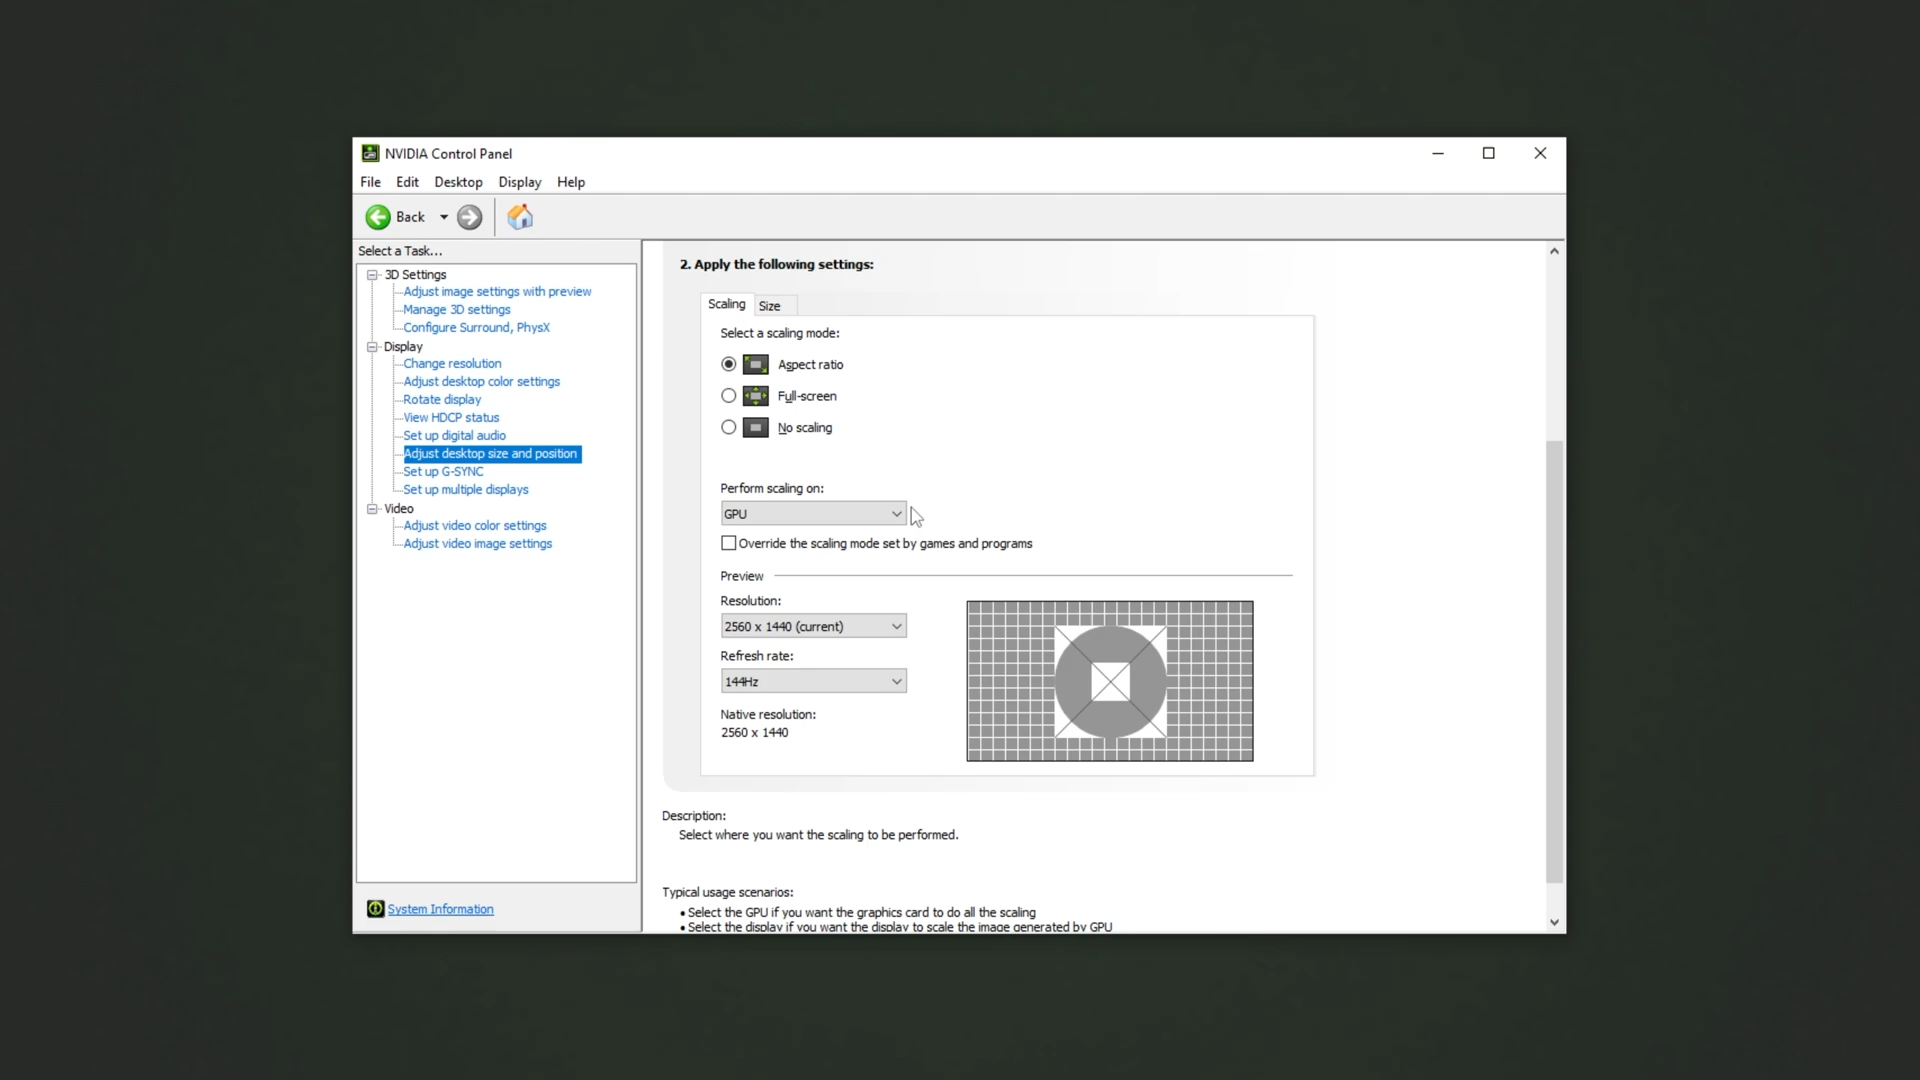 NVIDIA Control Panel
File Edit Desktop Display Help
Back
Select a Task...
3D Settings
Adjust image settings with preview
Manage 3D settings
Configure Surround, PhysX
Display
Change resolution
Adjust desktop color settings
Rotate display
View HDCP status
Set up digital audio
Adjust desktop size and position
Set up G-SYNC
Set up multiple displays
Video
Adjust video color settings
Adjust video image settings
System Information
2. Apply the following settings:
Scaling Size
Select a scaling mode:
Aspect ratio
Full-screen
No scaling
Perform scaling on:
GPU
Override the scaling mode set by games and programs
Preview
Resolution:
2560 x 1440 (current)
Refresh rate:
144Hz
Native resolution:
2560 x 1440
Description:
Select where you want the scaling to be performed.
Typical usage scenarios:
• Select the GPU if you want the graphics card to do all the scaling
• Select the display if you want the display to scale the image generated by GPU